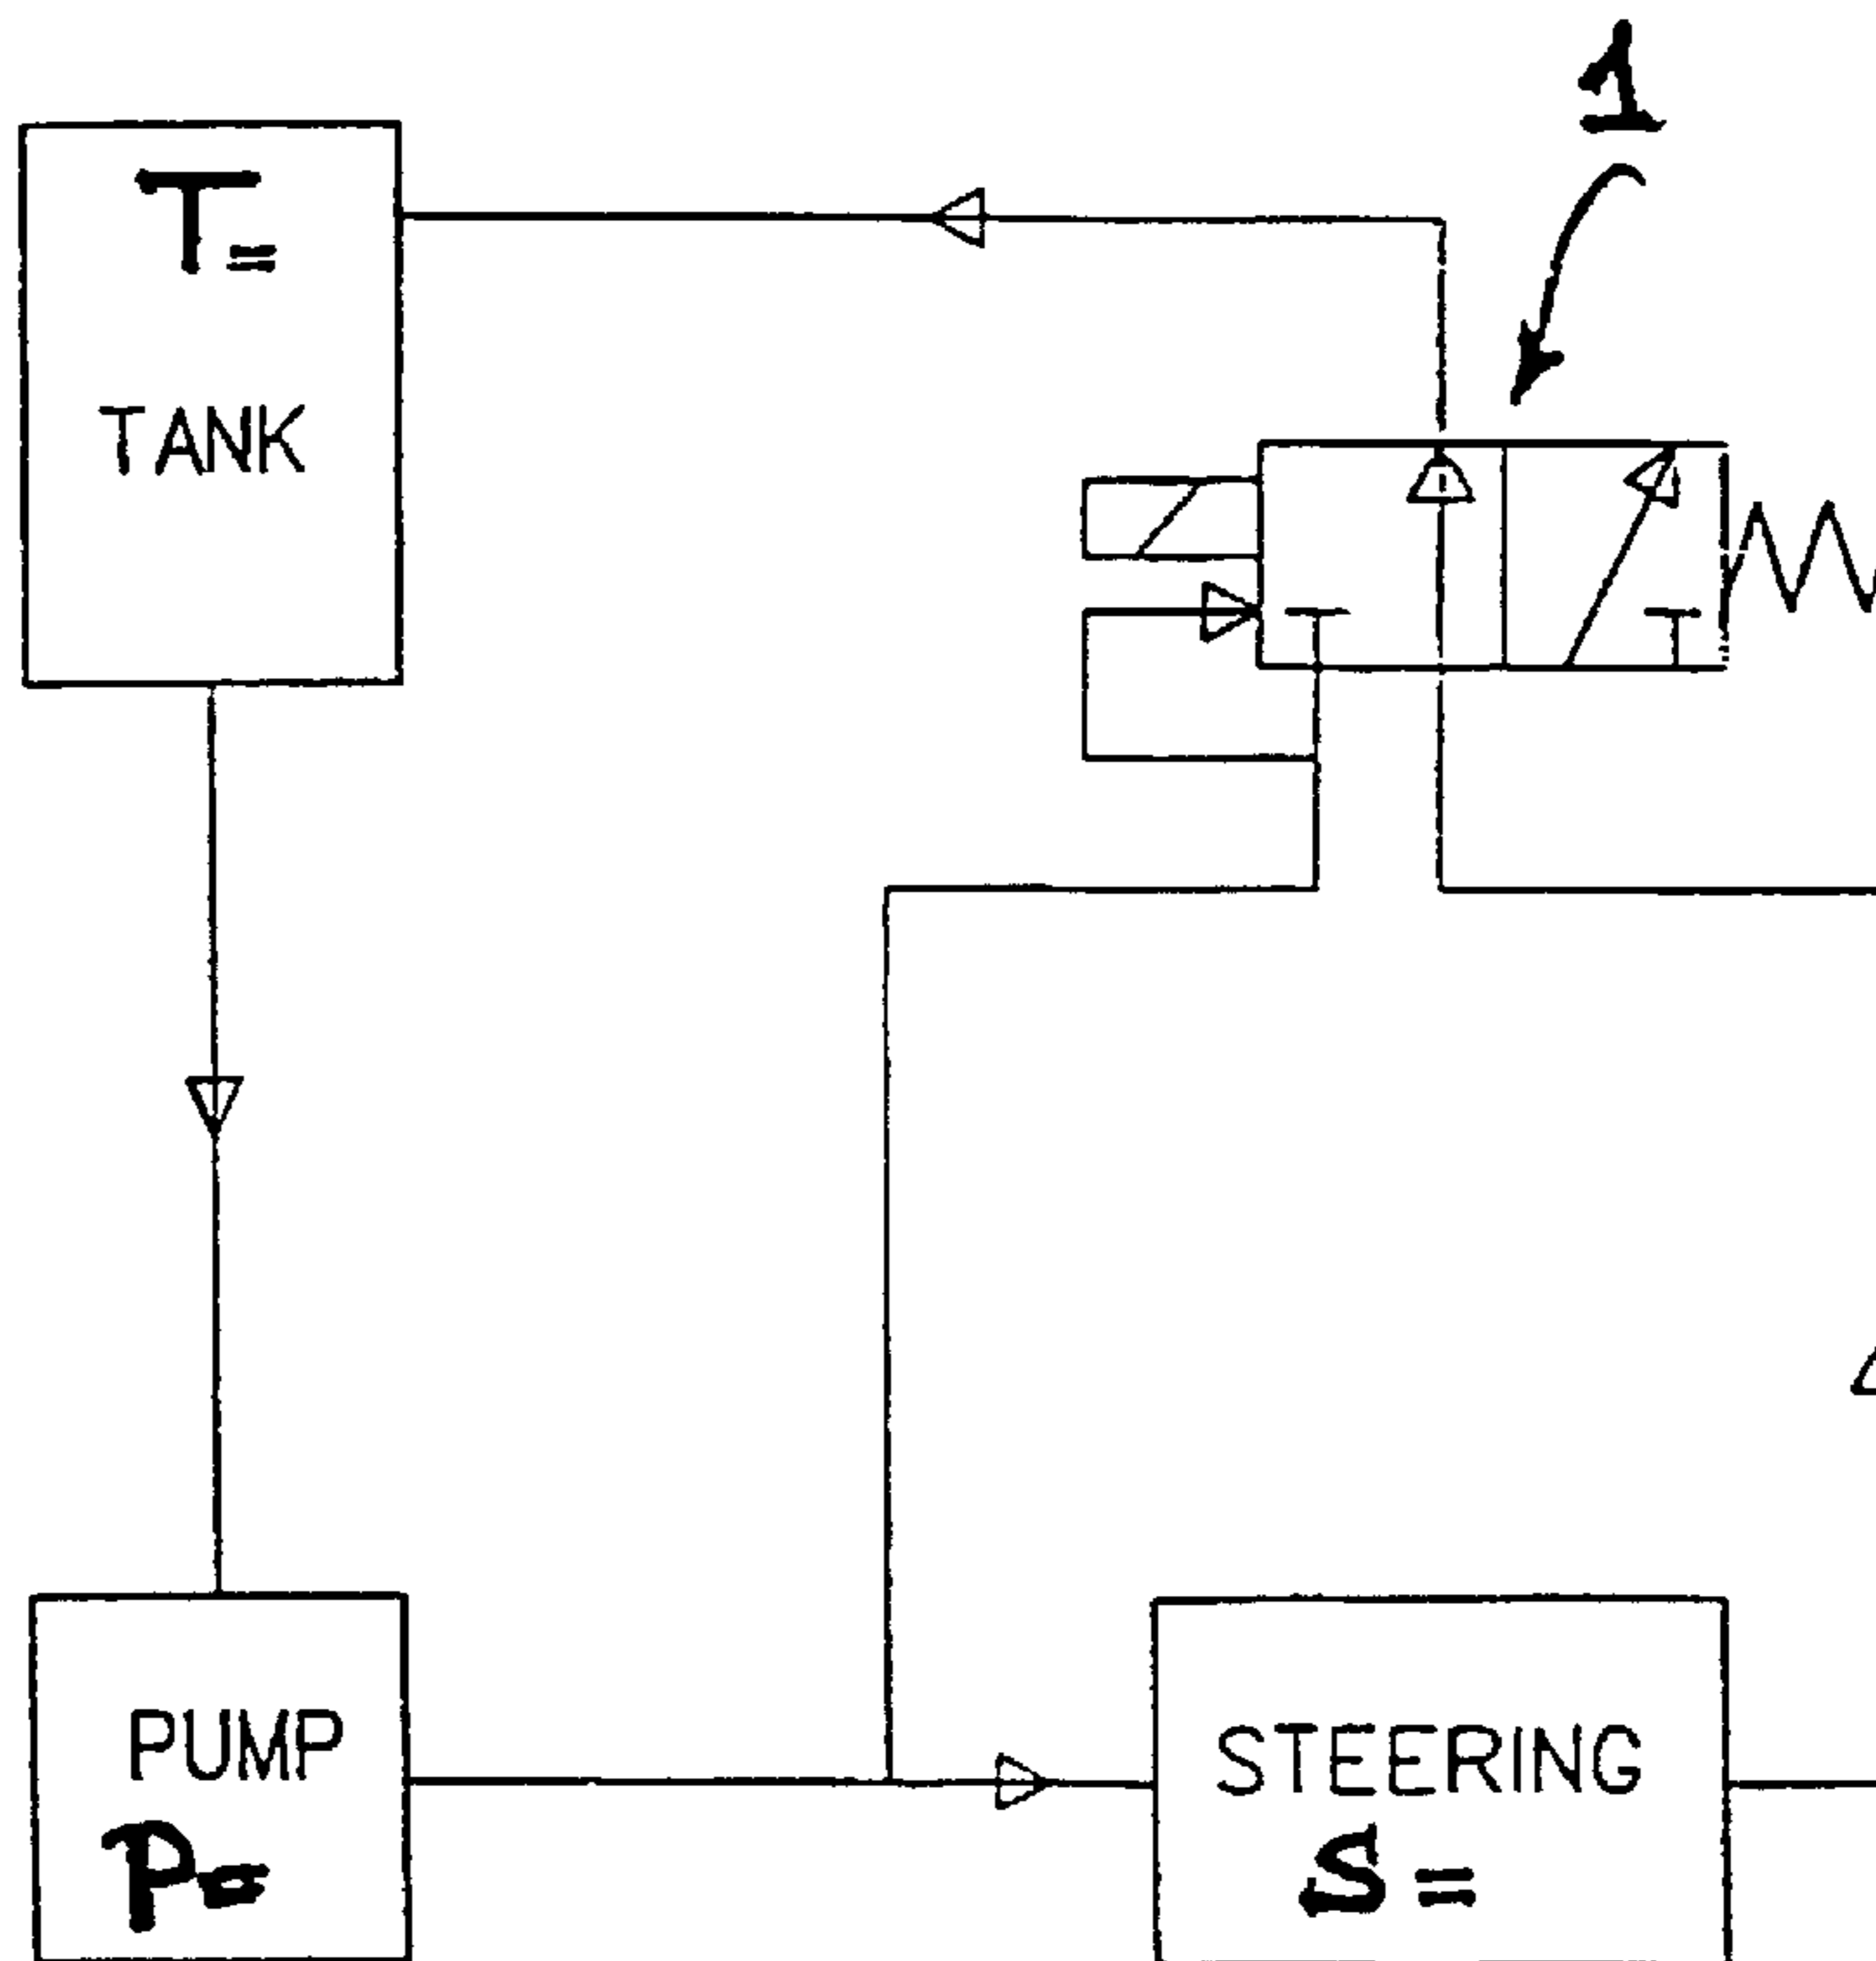 1
T=
TANK
PUMP
P=
STEERING
S=